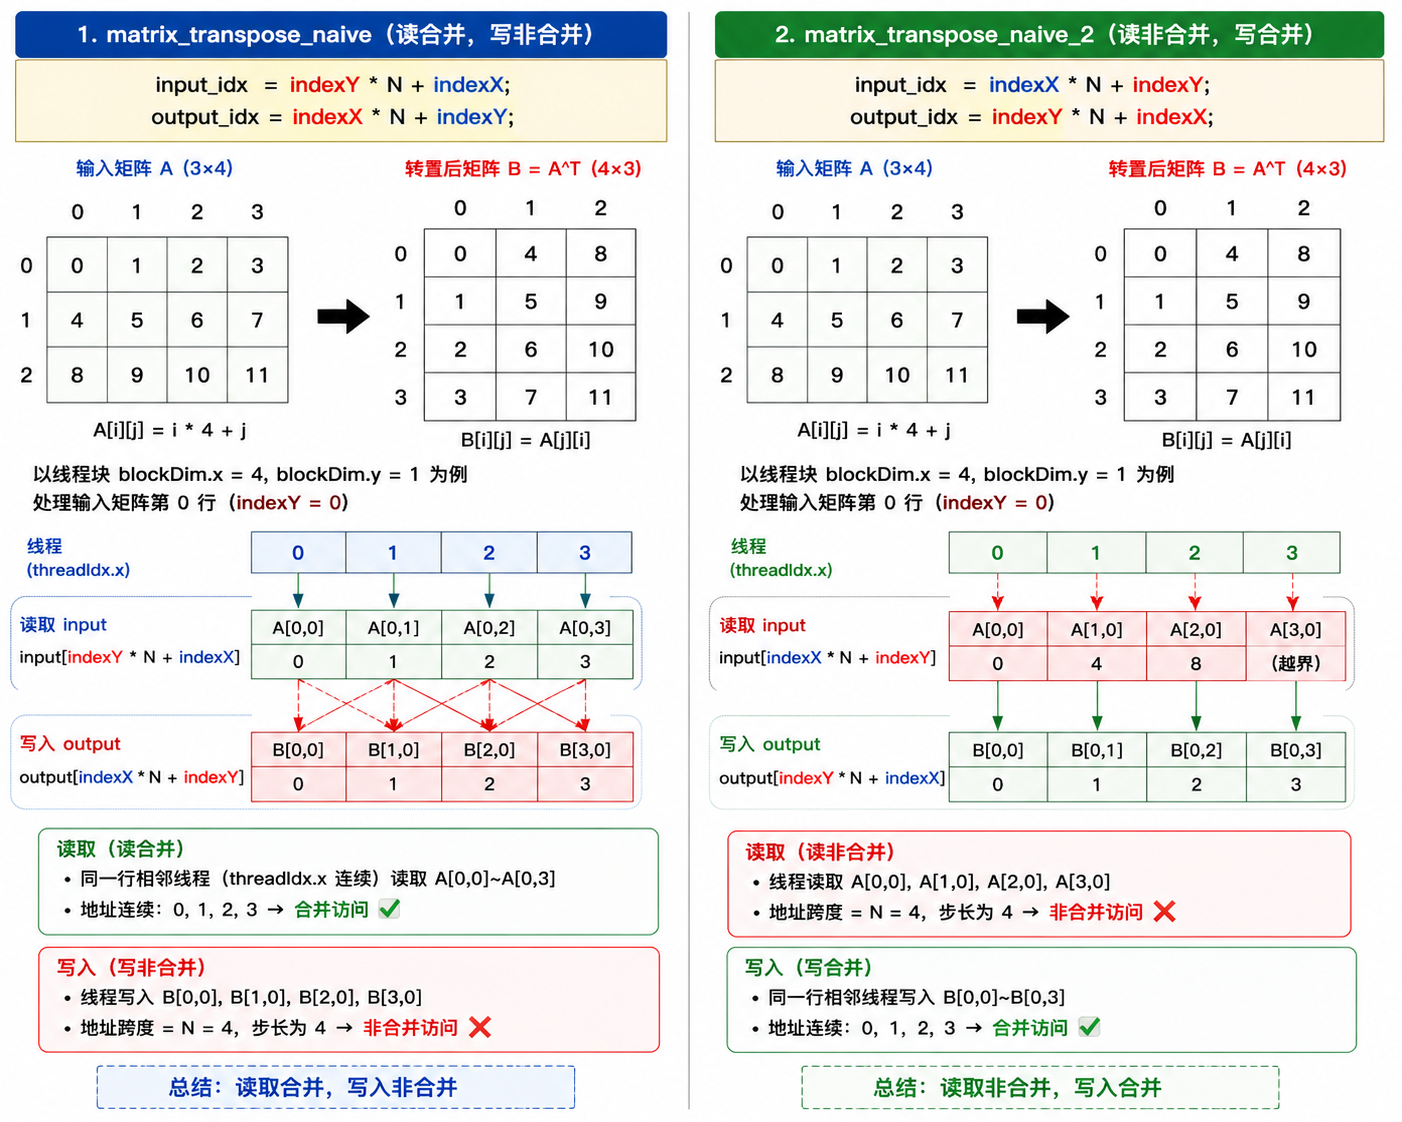 1. matrix_transpose_naive（读合并，写非合并）
input_idx = indexY * N + indexX;
output_idx = indexX * N + indexY;
输入矩阵 A（3×4）
转置后矩阵 B = A^T（4×3）
0 1 2 3
0 0 1 2 3
1 4 5 6 7
2 8 9 10 11
A[i][j] = i * 4 + j
0 1 2
0 0 4 8
1 1 5 9
2 2 6 10
3 3 7 11
B[i][j] = A[j][i]
以线程块 blockDim.x = 4, blockDim.y = 1 为例
处理输入矩阵第 0 行（indexY = 0）
线程
(threadIdx.x)
0 1 2 3
读取 input
input[indexY * N + indexX]
A[0,0] A[0,1] A[0,2] A[0,3]
0 1 2 3
写入 output
output[indexX * N + indexY]
B[0,0] B[1,0] B[2,0] B[3,0]
0 1 2 3
读取（读合并）
• 同一行相邻线程（threadIdx.x 连续）读取 A[0,0]~A[0,3]
• 地址连续：0, 1, 2, 3 → 合并访问 ✅
写入（写非合并）
• 线程写入 B[0,0], B[1,0], B[2,0], B[3,0]
• 地址跨度 = N = 4，步长为 4 → 非合并访问 ❌
总结：读取合并，写入非合并
2. matrix_transpose_naive_2（读非合并，写合并）
input_idx = indexX * N + indexY;
output_idx = indexY * N + indexX;
输入矩阵 A（3×4）
转置后矩阵 B = A^T（4×3）
0 1 2 3
0 0 1 2 3
1 4 5 6 7
2 8 9 10 11
A[i][j] = i * 4 + j
0 1 2
0 0 4 8
1 1 5 9
2 2 6 10
3 3 7 11
B[i][j] = A[j][i]
以线程块 blockDim.x = 4, blockDim.y = 1 为例
处理输入矩阵第 0 行（indexY = 0）
线程
(threadIdx.x)
0 1 2 3
读取 input
input[indexX * N + indexY]
A[0,0] A[1,0] A[2,0] A[3,0]
0 4 8 （越界）
写入 output
output[indexY * N + indexX]
B[0,0] B[0,1] B[0,2] B[0,3]
0 1 2 3
读取（读非合并）
• 线程读取 A[0,0], A[1,0], A[2,0], A[3,0]
• 地址跨度 = N = 4，步长为 4 → 非合并访问 ❌
写入（写合并）
• 同一行相邻线程写入 B[0,0]~B[0,3]
• 地址连续：0, 1, 2, 3 → 合并访问 ✅
总结：读取非合并，写入合并